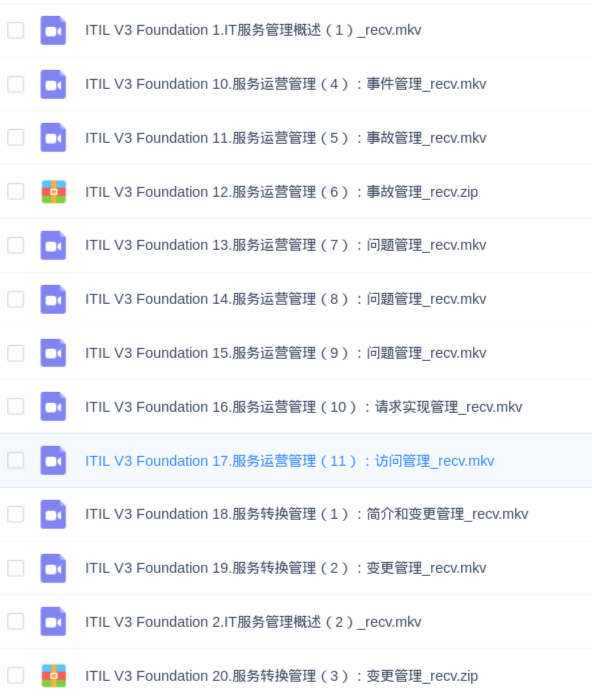 ITIL V3 Foundation 1.IT服务管理概述（1）_recv.mkv
ITIL V3 Foundation 10.服务运营管理（4）：事件管理_recv.mkv
ITIL V3 Foundation 11.服务运营管理（5）：事故管理_recv.mkv
ITIL V3 Foundation 12.服务运营管理（6）：事故管理_recv.zip
ITIL V3 Foundation 13.服务运营管理（7）：问题管理_recv.mkv
ITIL V3 Foundation 14.服务运营管理（8）：问题管理_recv.mkv
ITIL V3 Foundation 15.服务运营管理（9）：问题管理_recv.mkv
ITIL V3 Foundation 16.服务运营管理（10）：请求实现管理_recv.mkv
ITIL V3 Foundation 17.服务运营管理（11）：访问管理_recv.mkv
ITIL V3 Foundation 18.服务转换管理（1）：简介和变更管理_recv.mkv
ITIL V3 Foundation 19.服务转换管理（2）：变更管理_recv.mkv
ITIL V3 Foundation 2.IT服务管理概述（2）_recv.mkv
ITIL V3 Foundation 20.服务转换管理（3）：变更管理_recv.zip